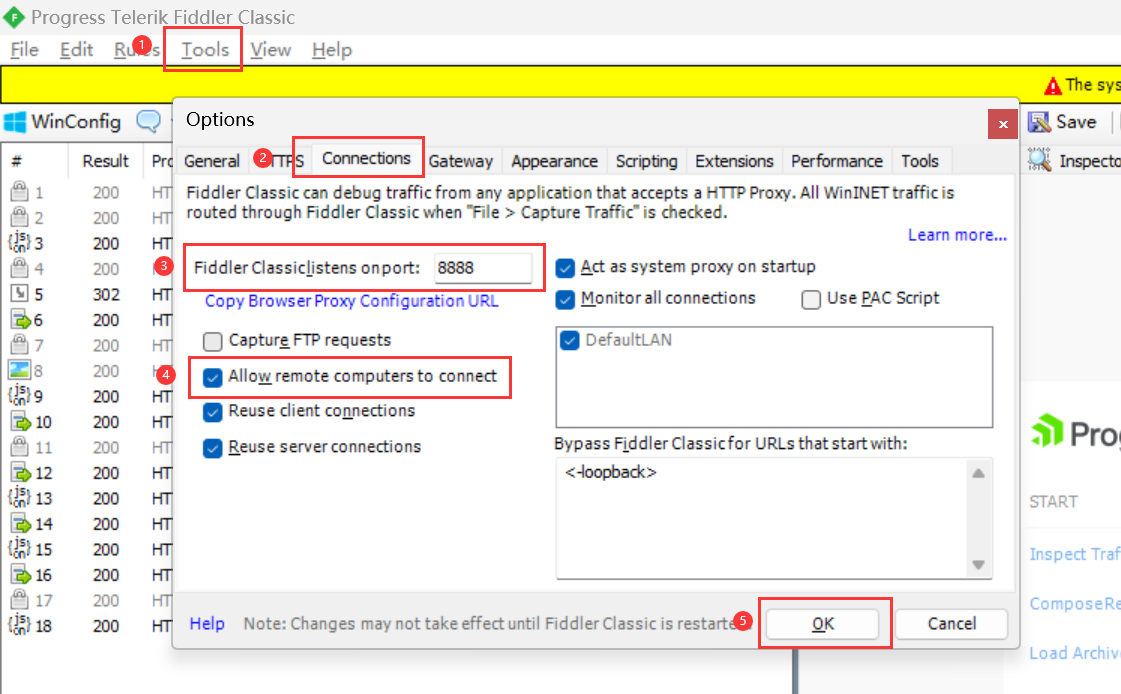 Progress Telerik Fiddler Classic
File Edit Rules 1 Tools View Help
The sys
WinConfig
Save
Options
# Result Pro
General 2 HTTPS Connections Gateway Appearance Scripting Extensions Performance Tools
Fiddler Classic can debug traffic from any application that accepts a HTTP Proxy. All WinINET traffic is
routed through Fiddler Classic when "File > Capture Traffic" is checked.
Learn more...
3 Fiddler Classic listens on port: 8888
Copy Browser Proxy Configuration URL
Capture FTP requests
4 Allow remote computers to connect
Reuse client connections
Reuse server connections
Act as system proxy on startup
Monitor all connections Use PAC Script
DefaultLAN
Bypass Fiddler Classic for URLs that start with:
<-loopback>
Help Note: Changes may not take effect until Fiddler Classic is restarte 5 OK Cancel
1 200 HT
2 200 HT
3 200 HT
4 200
5 302 HT
6 200 HT
7 200 HT
8 200
9 200 HT
10 200 HT
11 200 HT
12 200 HT
13 200 HT
14 200 HT
15 200 HT
16 200 HT
17 200 HT
18 200 HT
Inspecto
Prog
START
Inspect Traf
Compose Re
Load Archiv